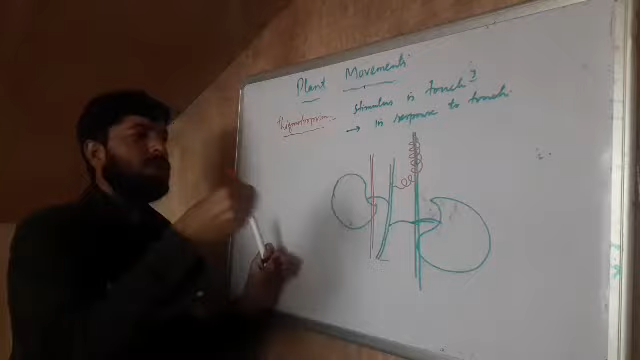 Plant Movements
stimulus is touch?
Thigmotropism
→ in response to touch.